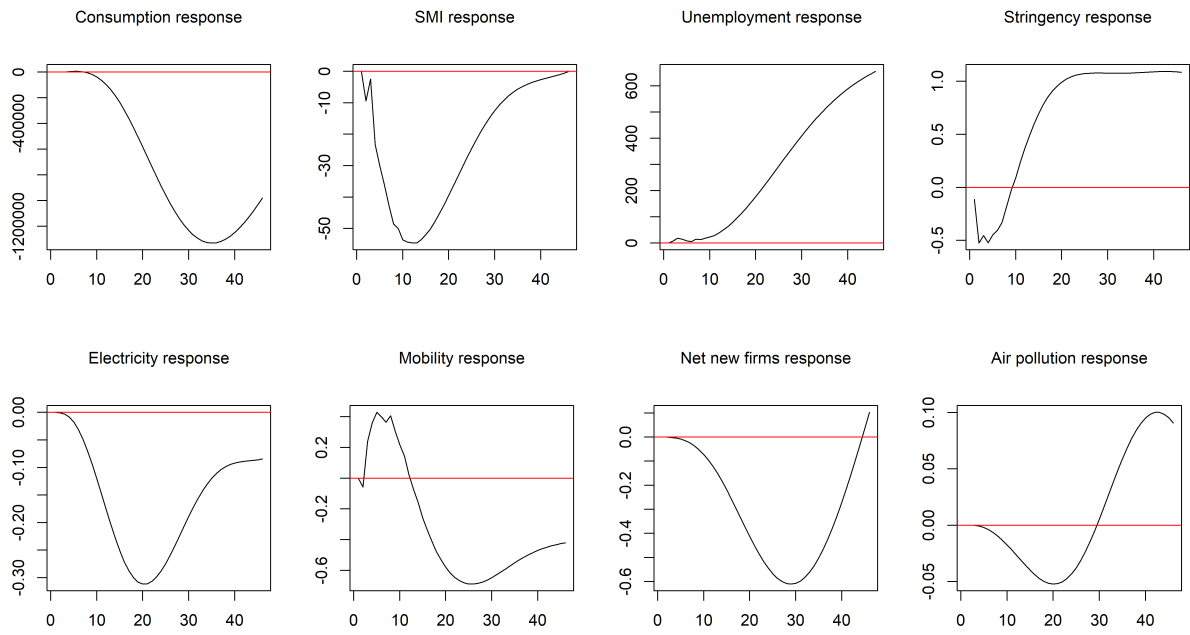 Consumption response
SMI response
Unemployment response
Stringency response
0
-400000
-1200000
0 10 20 30 40
0
-10
-30
-50
0 10 20 30 40
600
400
200
0
0 10 20 30 40
1.0
0.5
0.0
-0.5
0 10 20 30 40
Electricity response
Mobility response
Net new firms response
Air pollution response
0.00
-0.10
-0.20
-0.30
0 10 20 30 40
0.2
-0.2
-0.6
0 10 20 30 40
0.0
-0.2
-0.4
-0.6
0 10 20 30 40
0.10
0.05
0.00
-0.05
0 10 20 30 40